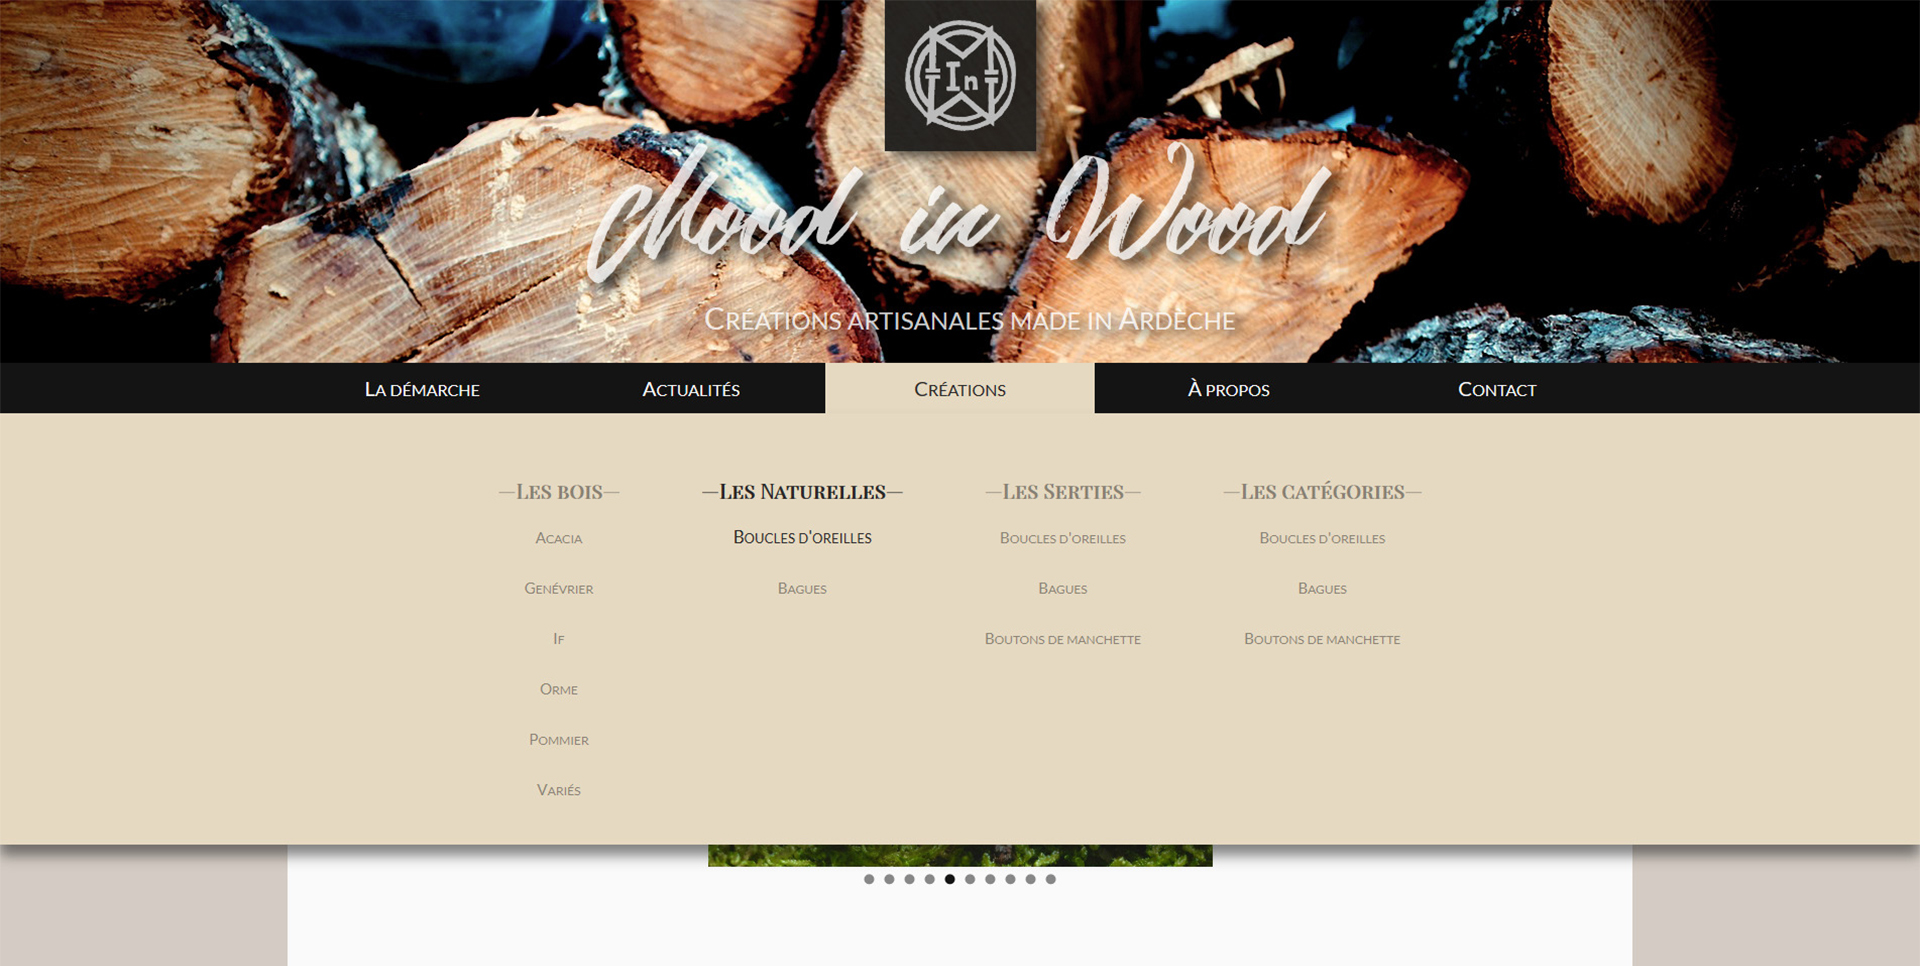 In
Mood in Wood
Créations artisanales made in Ardèche
La démarche Actualités Créations À propos Contact
—Les bois— —Les Naturelles— —Les Serties— —Les catégories—
Acacia Boucles d'oreilles Boucles d'oreilles Boucles d'oreilles
Genévrier Bagues Bagues Bagues
If Boutons de manchette Boutons de manchette
Orme
Pommier
Variés